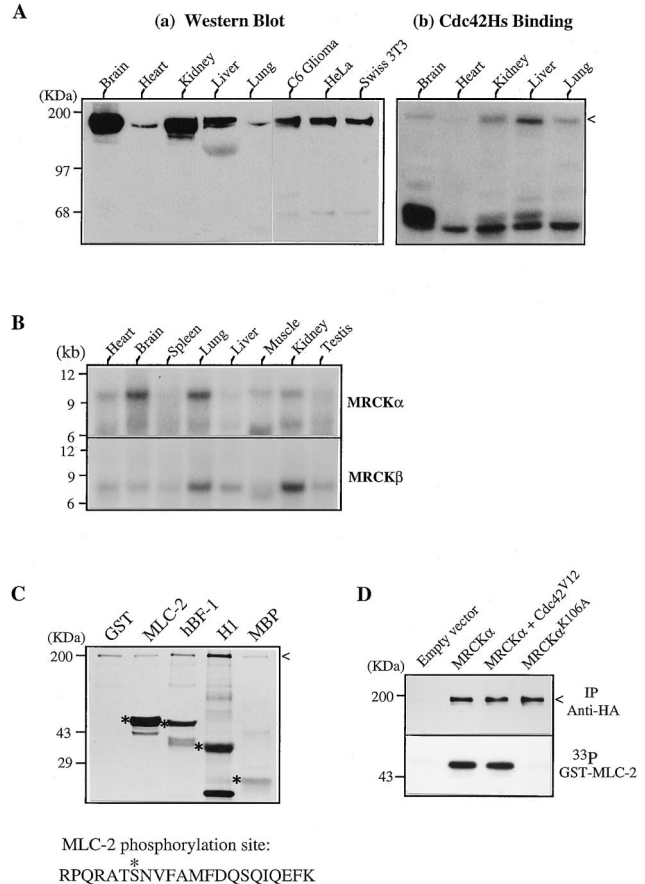 A
(a) Western Blot
(b) Cdc42Hs Binding
Brain
Heart
Kidney
Liver
Lung
C6 Glioma
HeLa
Swiss 3T3
Brain
Heart
Kidney
Liver
Lung
(KDa)
200
97
68
<
B
Heart
Brain
Spleen
Lung
Liver
Muscle
Kidney
Testis
(kb)
12
9
6
MRCKα
12
9
6
MRCKβ
C
GST
MLC-2
hBF-1
H1
MBP
(KDa)
200
<
43
29
*
*
*
*
MLC-2 phosphorylation site:
*
RPQRATSNVFAMFDQSQIQEFK
D
Empty vector
MRCKα
MRCKα + Cdc42V12
MRCKαK106A
(KDa)
200
< IP
Anti-HA
33P
GST-MLC-2
43